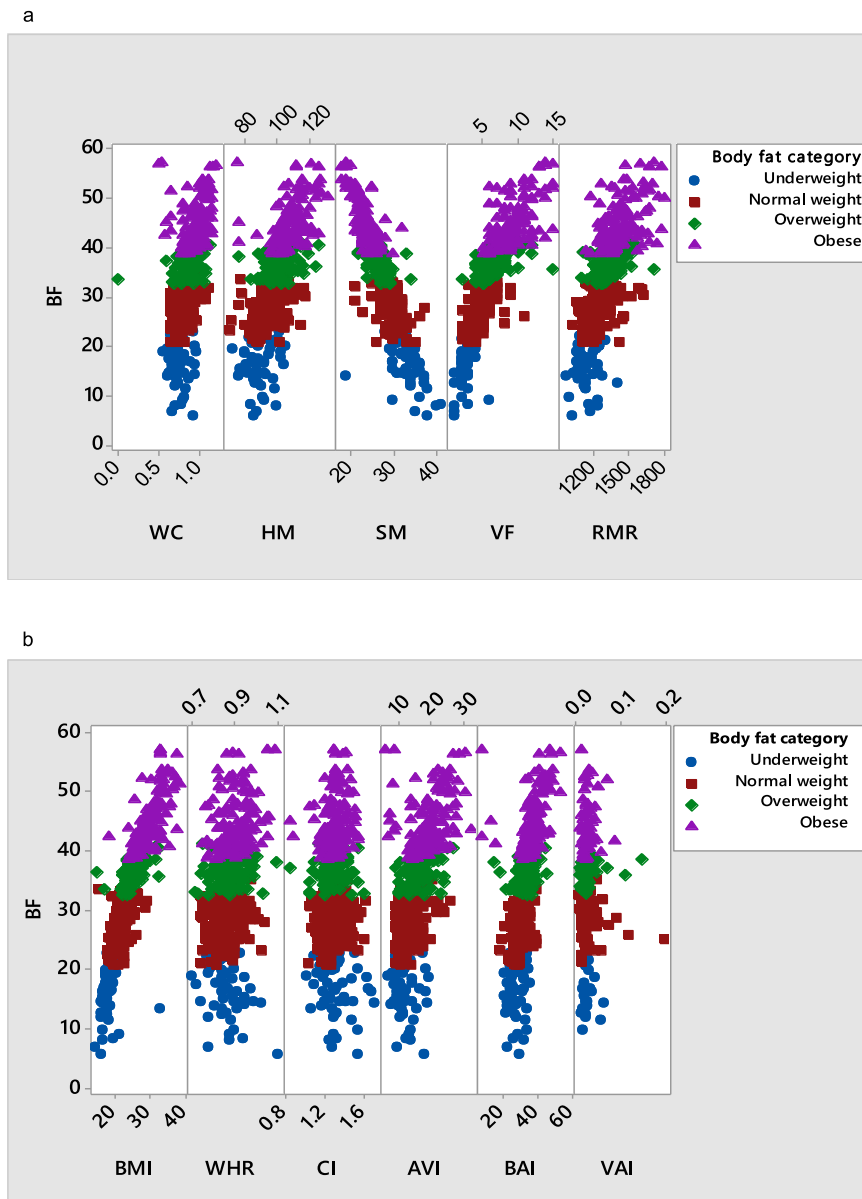 a
80 100 120 5 10 15
Body fat category
Underweight
Normal weight
Overweight
Obese
60
50
40
30
20
10
0
BF
0.0 0.5 1.0 20 30 40 1200 1500 1800
WC HM SM VF RMR
b
0.7 0.9 1.1 10 20 30 0.0 0.1 0.2
Body fat category
Underweight
Normal weight
Overweight
Obese
60
50
40
30
20
10
0
BF
20 30 40 0.8 1.2 1.6 20 40 60
BMI WHR CI AVI BAI VAI